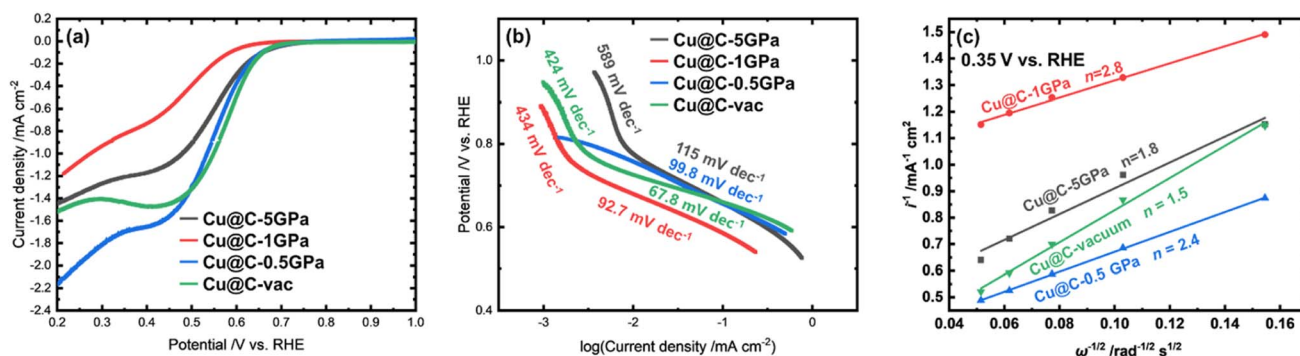 (a)
0.0
-0.2
-0.4
-0.6
-0.8
-1.0
-1.2
-1.4
-1.6
-1.8
-2.0
-2.2
-2.4
Current density /mA cm⁻²
Cu@C-5GPa
Cu@C-1GPa
Cu@C-0.5GPa
Cu@C-vac
0.2 0.3 0.4 0.5 0.6 0.7 0.8 0.9 1.0
Potential /V vs. RHE
(b)
1.0
0.8
0.6
0.4
Potential /V vs. RHE
Cu@C-5GPa
Cu@C-1GPa
Cu@C-0.5GPa
Cu@C-vac
589 mV dec⁻¹
424 mV dec⁻¹
434 mV dec⁻¹
115 mV dec⁻¹
99.8 mV dec⁻¹
67.8 mV dec⁻¹
92.7 mV dec⁻¹
-3 -2 -1 0
log(Current density/mA cm⁻²)
(c)
0.35 V vs. RHE
1.5
1.4
1.3
1.2
1.1
1.0
0.9
0.8
0.7
0.6
0.5
i⁻¹/mA⁻¹ cm²
Cu@C-1GPa n=2.8
Cu@C-5GPa n=1.8
Cu@C-vacuum n = 1.5
Cu@C-0.5 GPa n = 2.4
0.04 0.06 0.08 0.10 0.12 0.14 0.16
ω⁻¹/² /rad⁻¹/² s¹/²